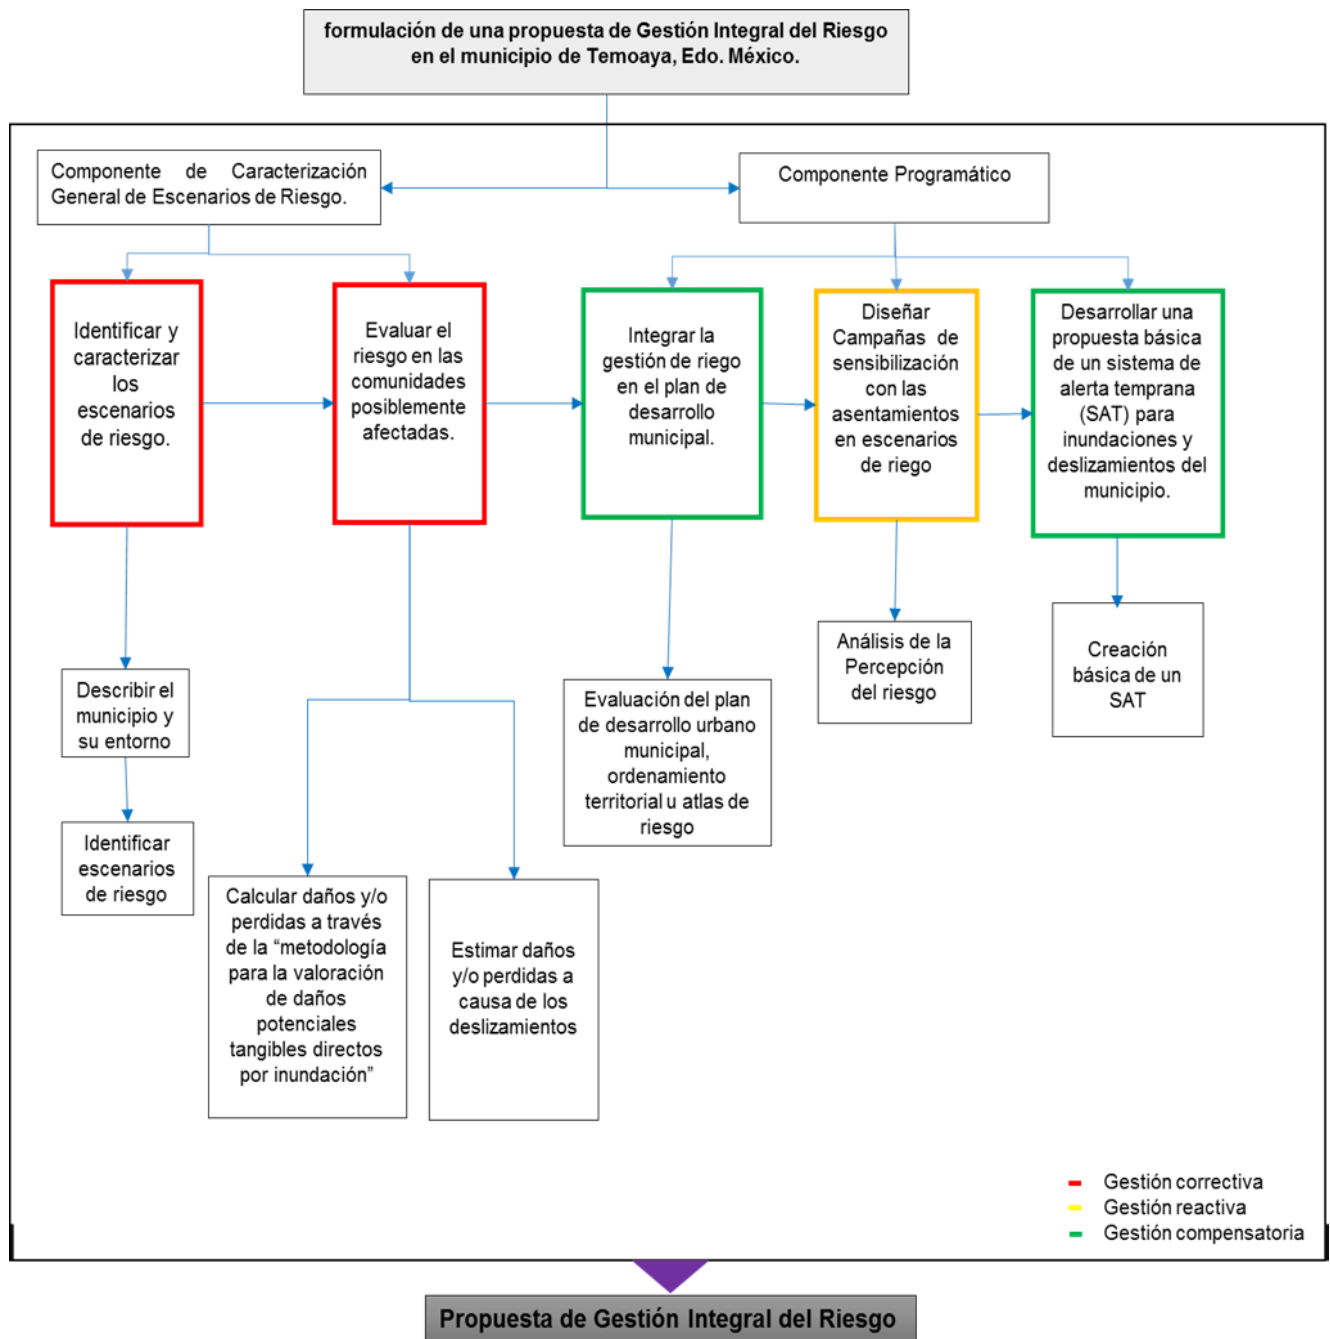 formulación de una propuesta de Gestión Integral del Riesgo
en el municipio de Temoaya, Edo. México.
Componente de Caracterización
General de Escenarios de Riesgo.
Componente Programático
Identificar y
caracterizar
los
escenarios
de riesgo.
Evaluar el
riesgo en las
comunidades
posiblemente
afectadas.
Integrar la
gestión de riego
en el plan de
desarrollo
municipal.
Diseñar
Campañas de
sensibilización
con las
asentamientos
en escenarios
de riego
Desarrollar una
propuesta básica
de un sistema de
alerta temprana
(SAT) para
inundaciones y
deslizamientos del
municipio.
Describir el
municipio y
su entorno
Identificar
escenarios
de riesgo
Calcular daños y/o
perdidas a través
de la “metodología
para la valoración
de daños
potenciales
tangibles directos
por inundación”
Estimar daños
y/o perdidas a
causa de los
deslizamientos
Evaluación del plan
de desarrollo urbano
municipal,
ordenamiento
territorial u atlas de
riesgo
Análisis de la
Percepción
del riesgo
Creación
básica de un
SAT
Gestión correctiva
Gestión reactiva
Gestión compensatoria
Propuesta de Gestión Integral del Riesgo